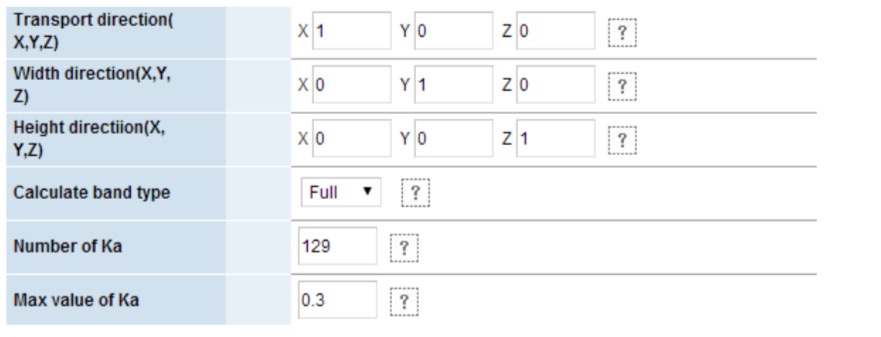 Transport direction(
X,Y,Z)
X 1 Y 0 Z 0 ?
Width direction(X,Y,
Z)
X 0 Y 1 Z 0 ?
Height directiion(X,
Y,Z)
X 0 Y 0 Z 1 ?
Calculate band type
Full ▼ ?
Number of Ka
129 ?
Max value of Ka
0.3 ?